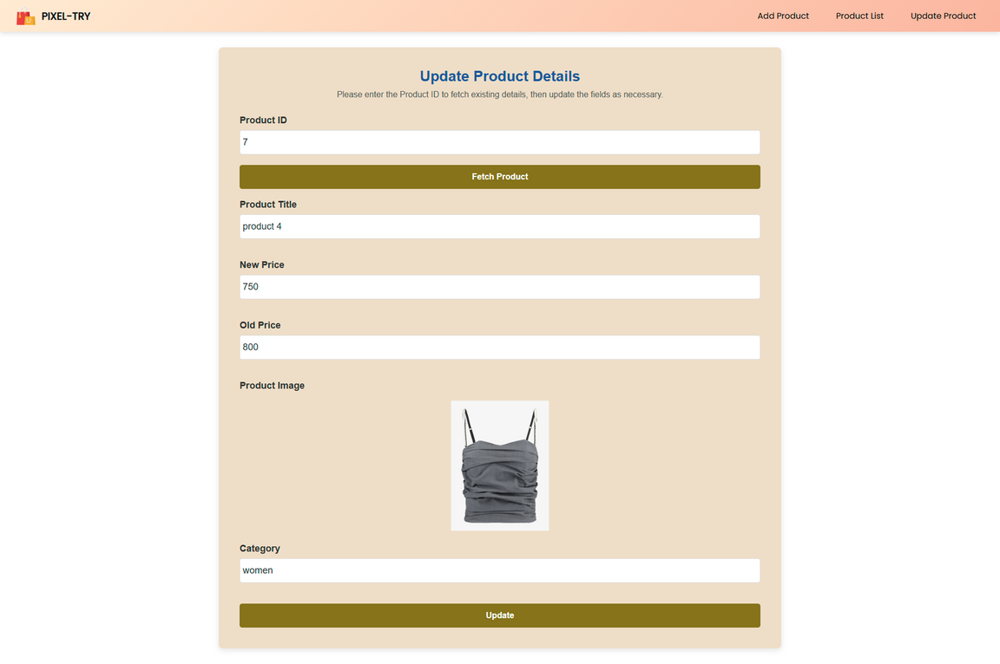 PIXEL-TRY
Add Product
Product List
Update Product
Update Product Details
Please enter the Product ID to fetch existing details, then update the fields as necessary.
Product ID
7
Fetch Product
Product Title
product 4
New Price
750
Old Price
800
Product Image
Category
women
Update